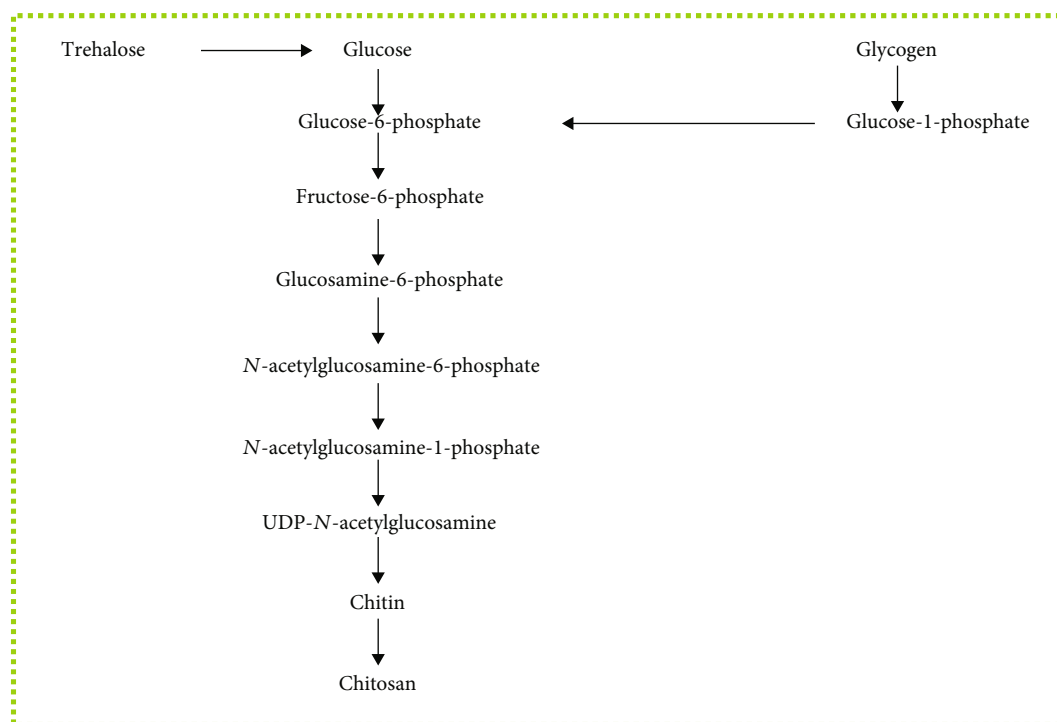 Trehalose
Glucose
Glycogen
Glucose-6-phosphate
Glucose-1-phosphate
Fructose-6-phosphate
Glucosamine-6-phosphate
N-acetylglucosamine-6-phosphate
N-acetylglucosamine-1-phosphate
UDP-N-acetylglucosamine
Chitin
Chitosan